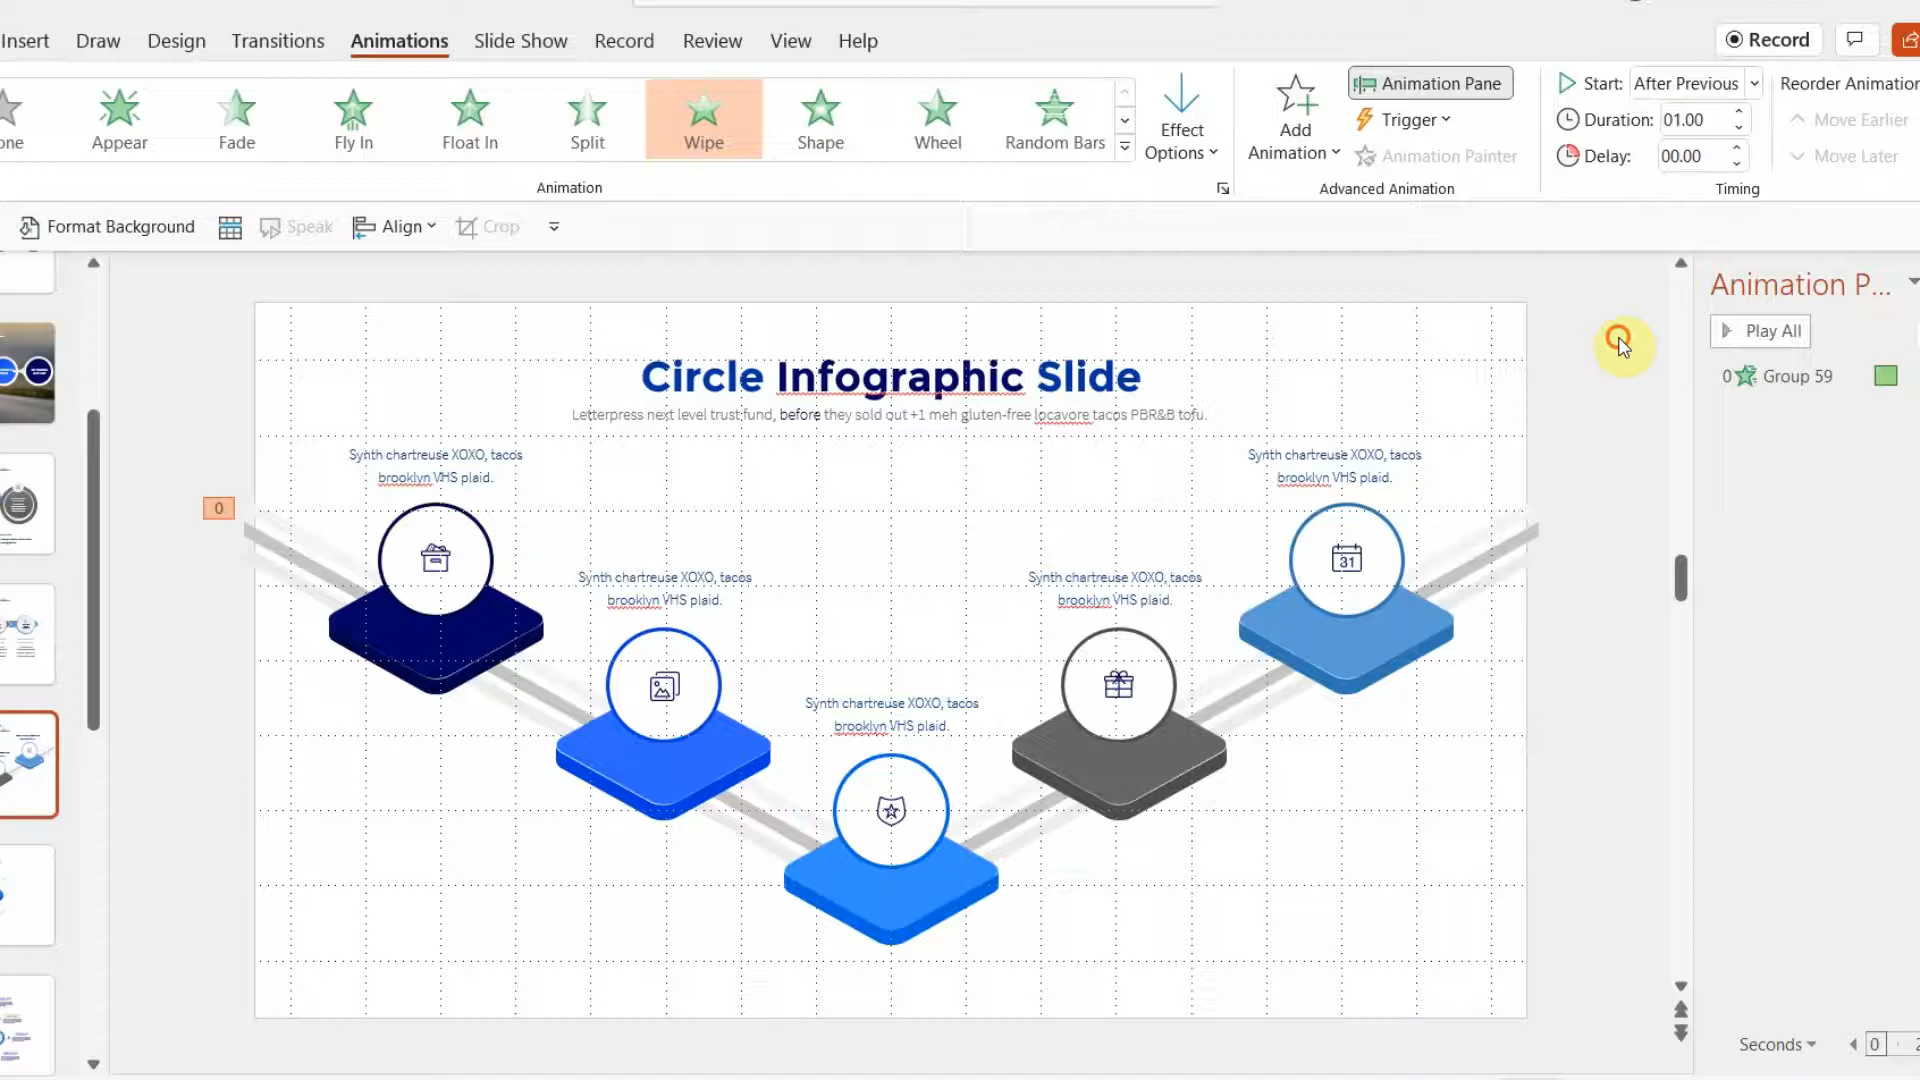 Insert Draw Design Transitions Animations Slide Show Record Review View Help
Record
one Appear Fade Fly In Float In Split Wipe Shape Wheel Random Bars
Effect
Options
Add
Animation
Animation Pane
Trigger
Animation Painter
Start: After Previous
Duration: 01.00
Delay: 00.00
Reorder Animation
Move Earlier
Move Later
Animation
Advanced Animation
Timing
Format Background Speak Align Crop
Animation P...
Play All
0 Group 59
Circle Infographic Slide
Letterpress next level trust fund, before they sold out +1 meh gluten-free locavore tacos PBR&B tofu.
Synth chartreuse XOXO, tacos
brooklyn VHS plaid.
Synth chartreuse XOXO, tacos
brooklyn VHS plaid.
0
31
Synth chartreuse XOXO, tacos
brooklyn VHS plaid.
Synth chartreuse XOXO, tacos
brooklyn VHS plaid.
Synth chartreuse XOXO, tacos
brooklyn VHS plaid.
Seconds 0 2